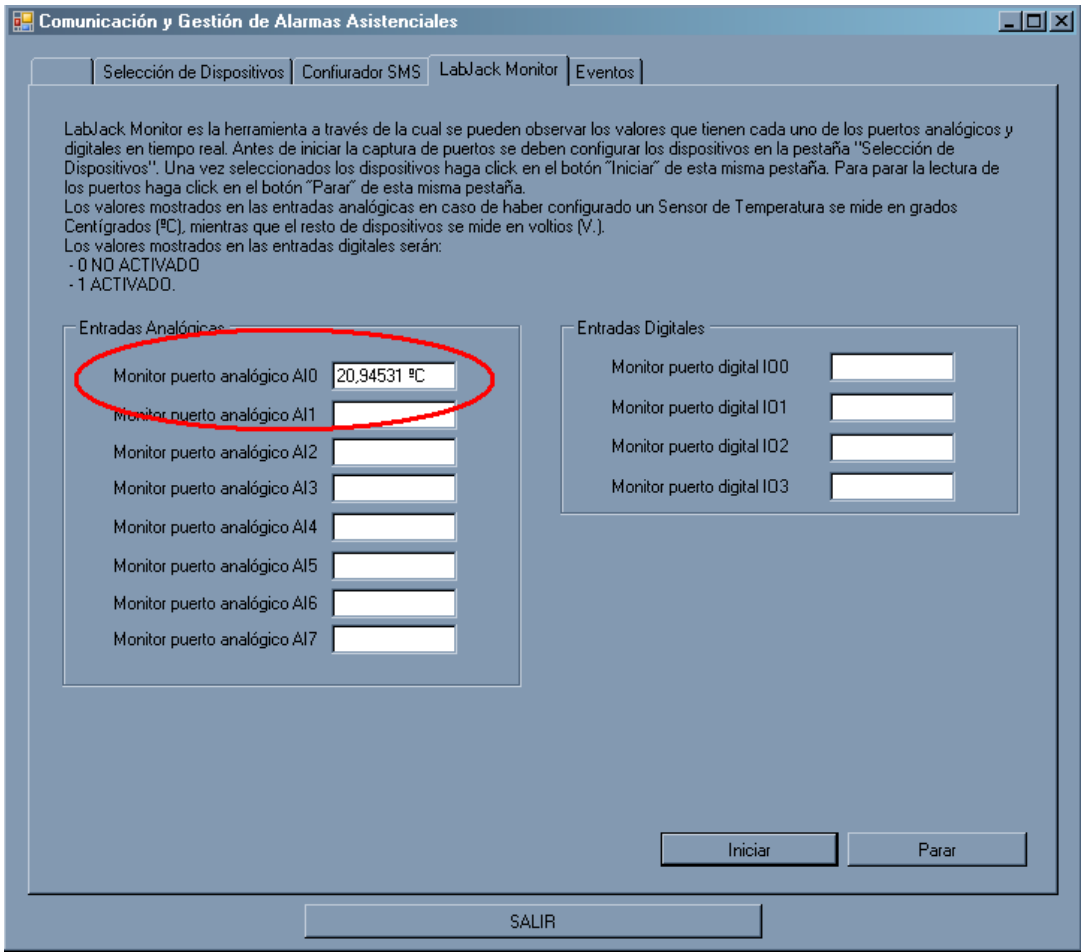 Comunicación y Gestión de Alarmas Asistenciales
Selección de Dispositivos
Confiurador SMS
LabJack Monitor
Eventos
LabJack Monitor es la herramienta a través de la cual se pueden observar los valores que tienen cada uno de los puertos analógicos y
digitales en tiempo real. Antes de iniciar la captura de puertos se deben configurar los dispositivos en la pestaña "Selección de
Dispositivos". Una vez seleccionados los dispositivos haga click en el botón ˝Iniciar˝ de esta misma pestaña. Para parar la lectura de
los puertos haga click en el botón ˝Parar˝ de esta misma pestaña.
Los valores mostrados en las entradas analógicas en caso de haber configurado un Sensor de Temperatura se mide en grados
Centígrados (ºC), mientras que el resto de dispositivos se mide en voltios (V.).
Los valores mostrados en las entradas digitales serán:
- 0 NO ACTIVADO
- 1 ACTIVADO.
Entradas Analógicas
Monitor puerto analógico AI0 20,94531 ºC
Monitor puerto analógico AI1
Monitor puerto analógico AI2
Monitor puerto analógico AI3
Monitor puerto analógico AI4
Monitor puerto analógico AI5
Monitor puerto analógico AI6
Monitor puerto analógico AI7
Entradas Digitales
Monitor puerto digital IO0
Monitor puerto digital IO1
Monitor puerto digital IO2
Monitor puerto digital IO3
Iniciar
Parar
SALIR